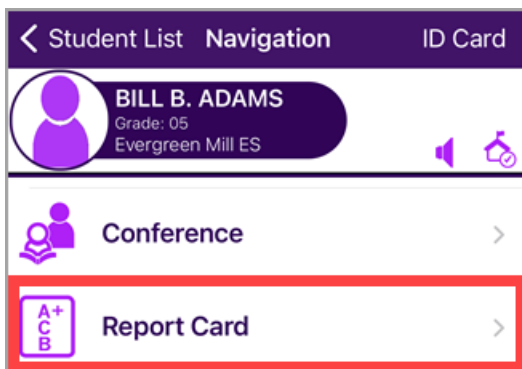 Student List Navigation ID Card
BILL B. ADAMS
Grade: 05
Evergreen Mill ES
Conference
A+
C
B
Report Card